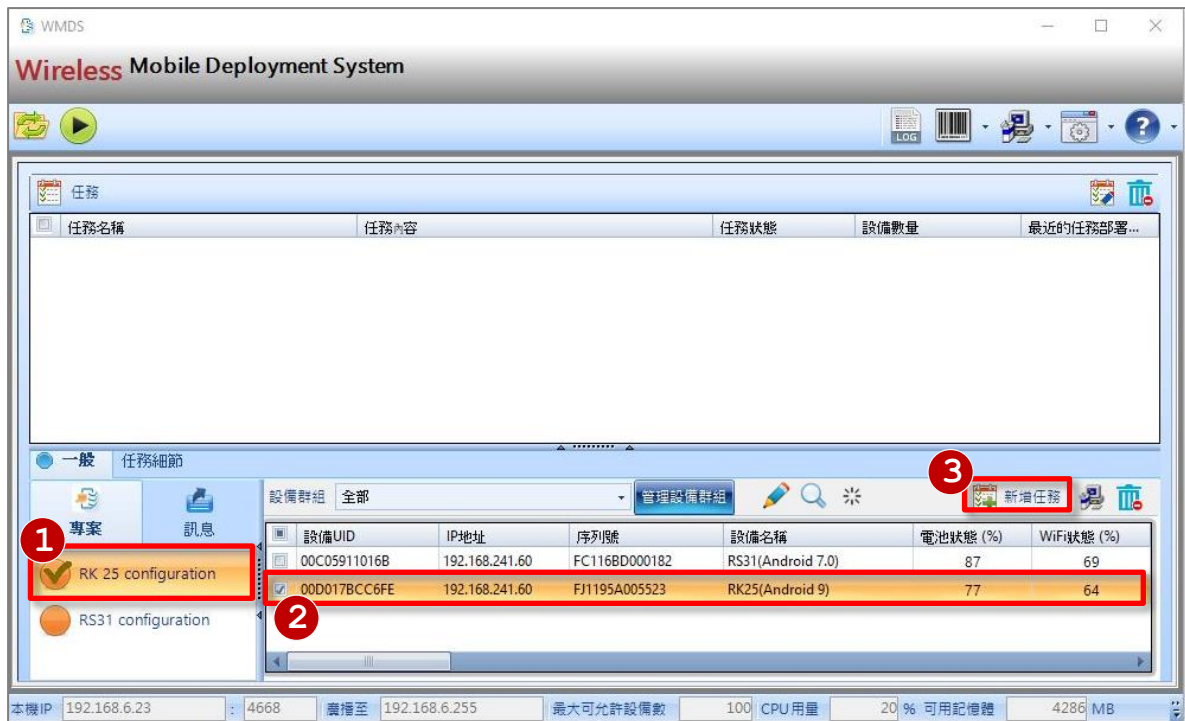 WMDS
Wireless Mobile Deployment System
LOG
任務
任務名稱 任務內容 任務狀態 設備數量 最近的任務部署...
一般 任務細節
專案 訊息
設備群組 全部 管理設備群組 3 新增任務
1
RK 25 configuration
RS31 configuration
設備UID IP地址 序列號 設備名稱 電池狀態 (%) WiFi狀態 (%)
00C05911016B 192.168.241.60 FC116BD000182 RS31(Android 7.0) 87 69
00D017BCC6FE 192.168.241.60 FJ1195A005523 RK25(Android 9) 77 64
2
本機IP 192.168.6.23 : 4668 廣播至 192.168.6.255 最大可允許設備數 100 CPU用量 20 % 可用記憶體 4286 MB